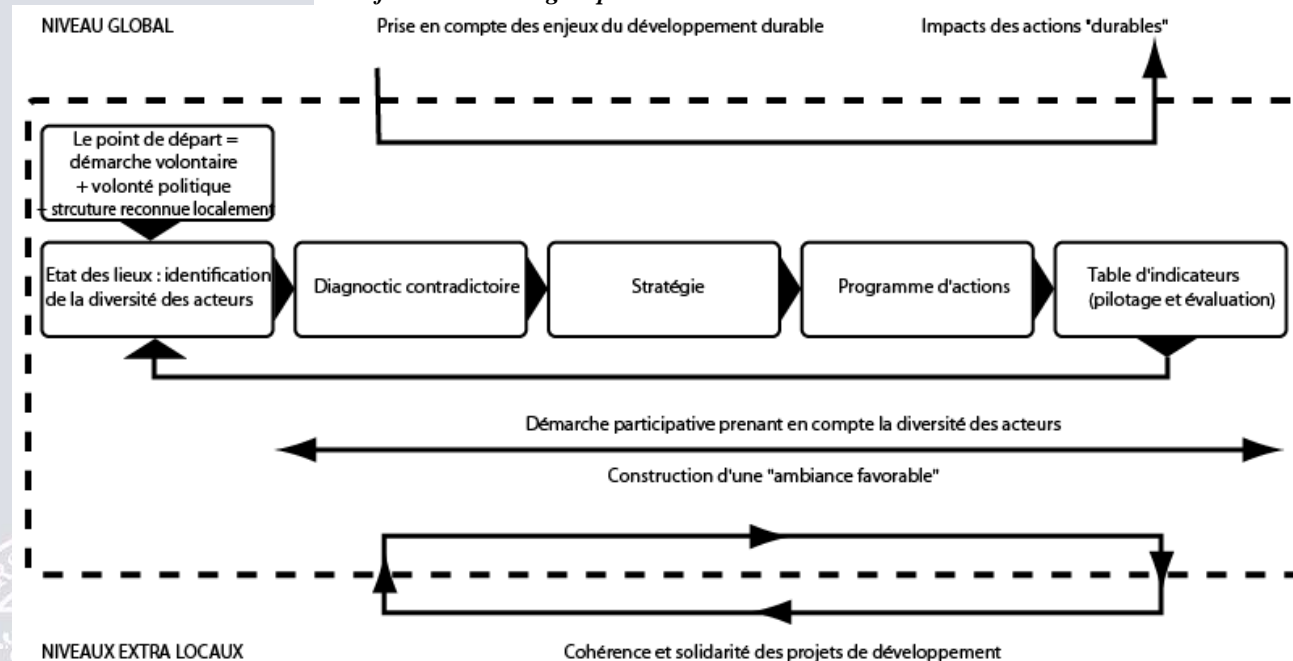 NIVEAU GLOBAL
Prise en compte des enjeux du développement durable
Impacts des actions "durables"
Le point de départ =
démarche volontaire
+ volonté politique
+ strcuture reconnue localement
Etat des lieux : identification
de la diversité des acteurs
Diagnoctic contradictoire
Stratégie
Programme d'actions
Table d'indicateurs
(pilotage et évaluation)
Démarche participative prenant en compte la diversité des acteurs
Construction d'une "ambiance favorable"
NIVEAUX EXTRA LOCAUX
Cohérence et solidarité des projets de développement